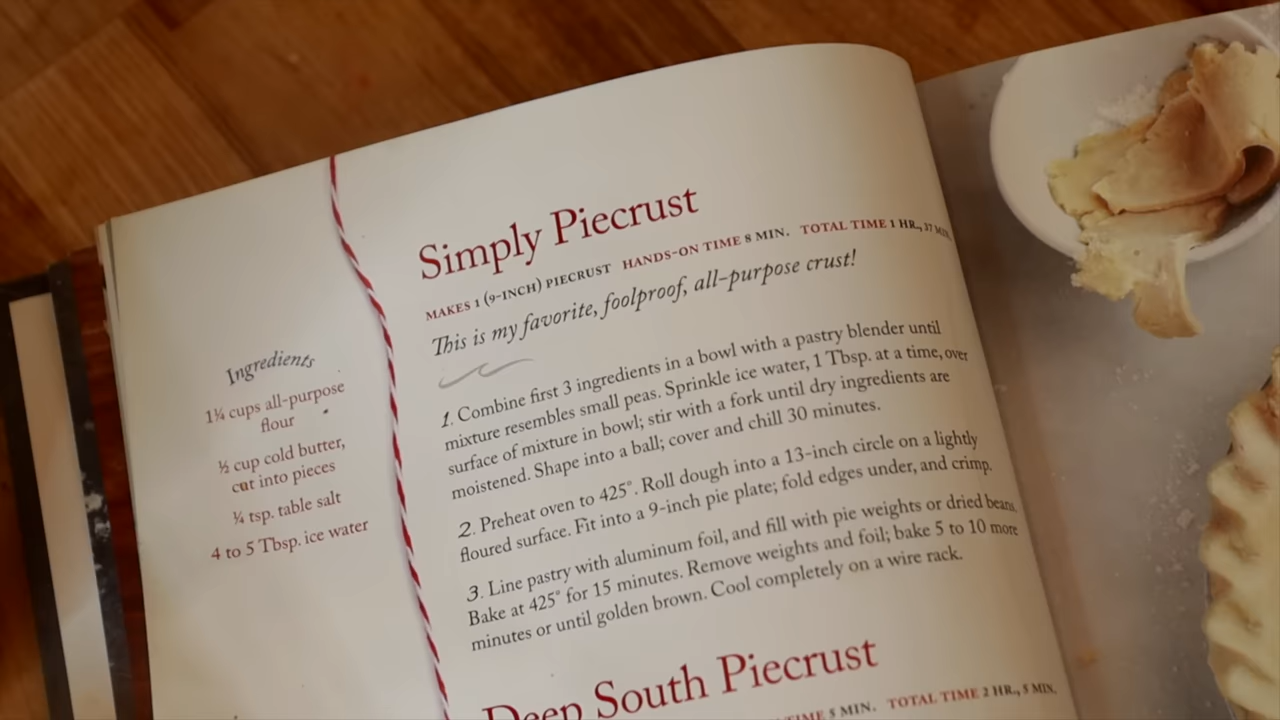 Simply Piecrust
MAKES 1 (9-INCH) PIECRUST HANDS-ON TIME 8 MIN. TOTAL TIME 1 HR., 37 MIN.
This is my favorite, foolproof, all-purpose crust!
Ingredients
1¼ cups all-purpose
flour
½ cup cold butter,
cut into pieces
¼ tsp. table salt
4 to 5 Tbsp. ice water
1. Combine first 3 ingredients in a bowl with a pastry blender until
mixture resembles small peas. Sprinkle ice water, 1 Tbsp. at a time, over
surface of mixture in bowl; stir with a fork until dry ingredients are
moistened. Shape into a ball; cover and chill 30 minutes.
2. Preheat oven to 425°. Roll dough into a 13-inch circle on a lightly
floured surface. Fit into a 9-inch pie plate; fold edges under, and crimp.
3. Line pastry with aluminum foil, and fill with pie weights or dried beans.
Bake at 425° for 15 minutes. Remove weights and foil; bake 5 to 10 more
minutes or until golden brown. Cool completely on a wire rack.
Deep South Piecrust
TIME 5 MIN. TOTAL TIME 2 HR., 5 MIN.